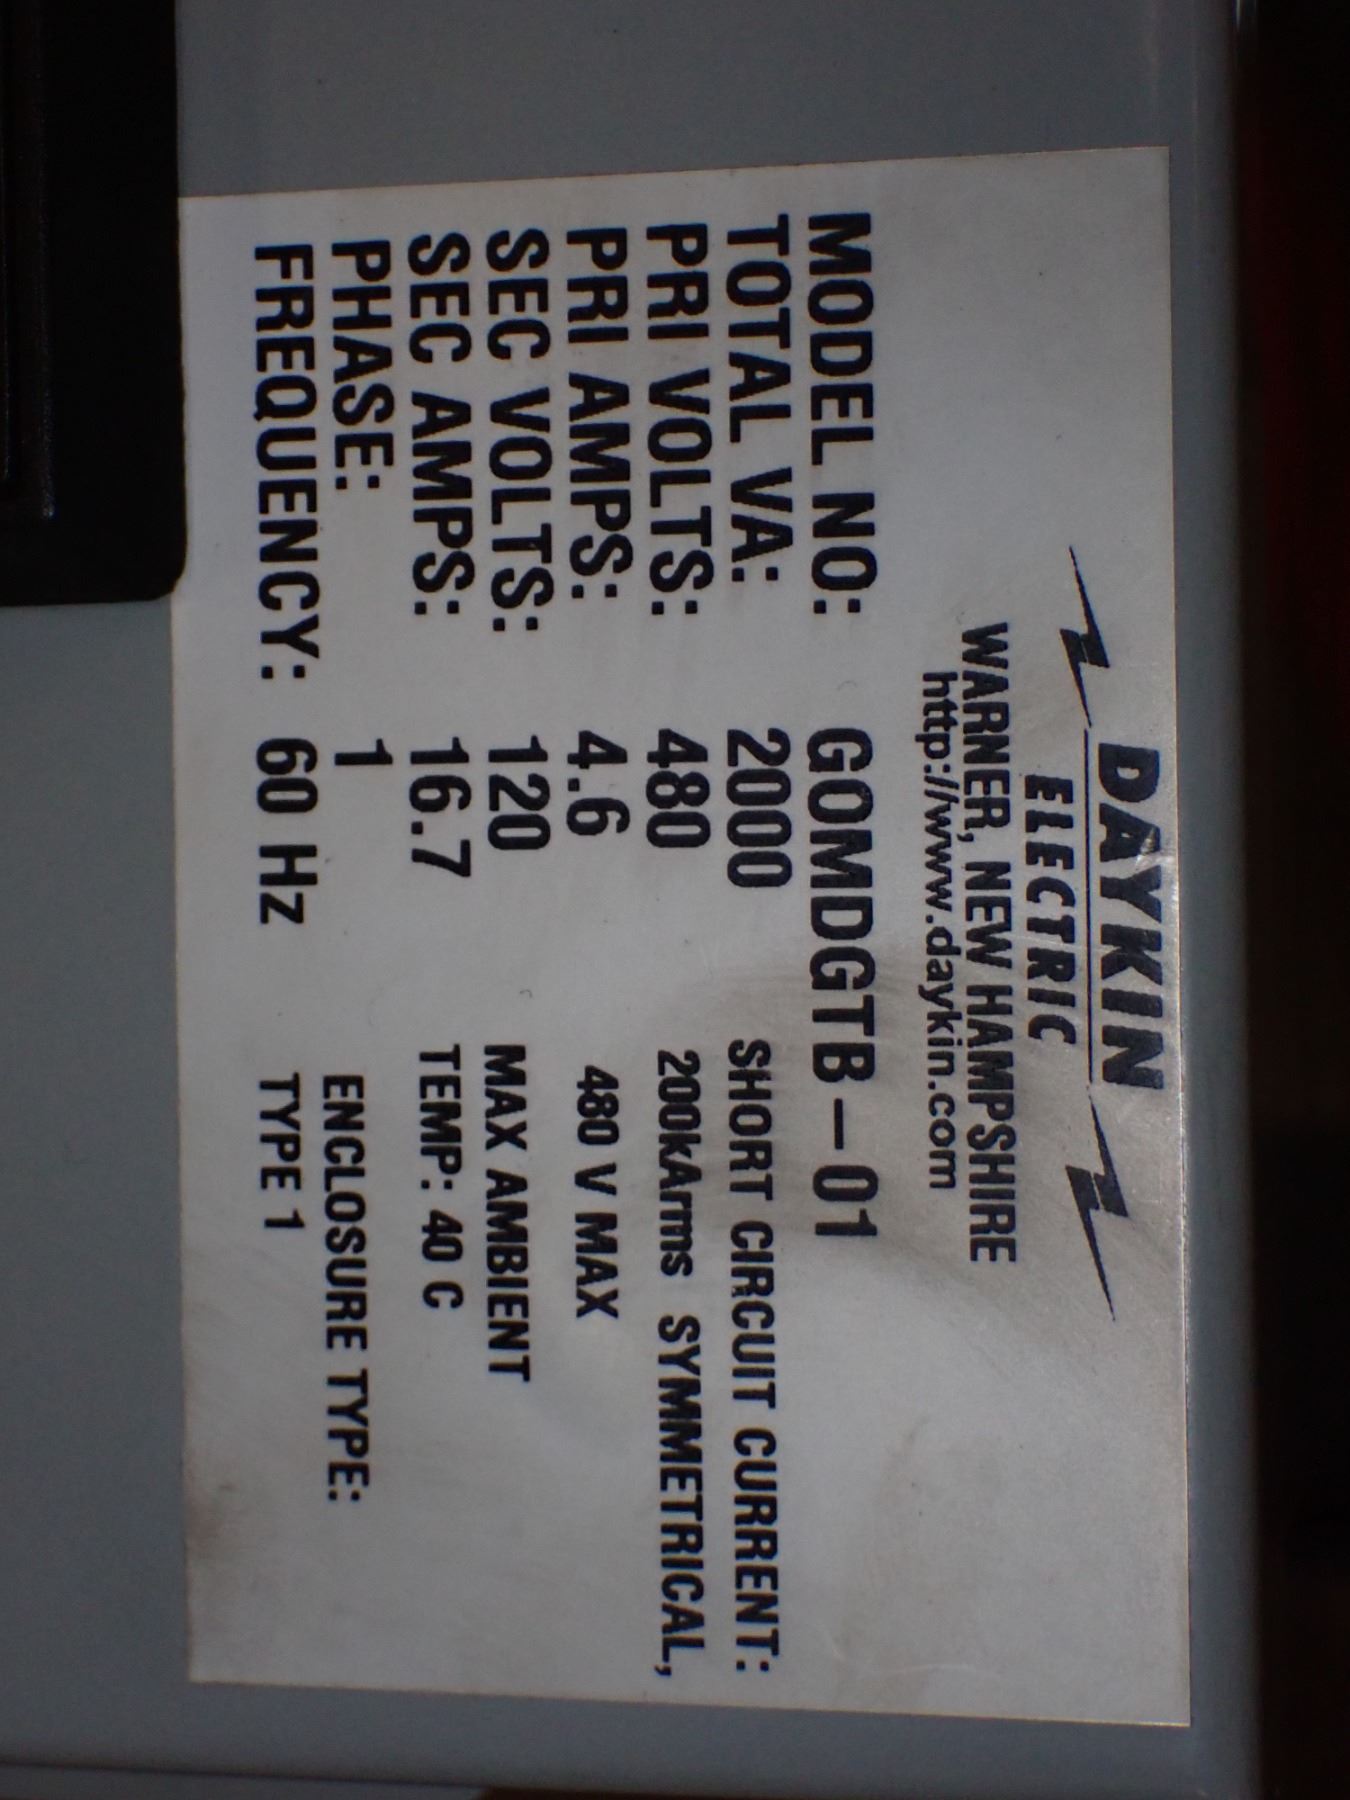 DAYKIN
ELECTRIC
WARNER, NEW HAMPSHIRE
http://www.daykin.com
MODEL NO: GOMDGTB-01
TOTAL VA: 2000
PRI VOLTS: 480
PRI AMPS: 4.6
SEC VOLTS: 120
SEC AMPS: 16.7
PHASE: 1
FREQUENCY: 60 Hz
SHORT CIRCUIT CURRENT:
200kArms SYMMETRICAL,
480 V MAX
MAX AMBIENT
TEMP: 40 C
ENCLOSURE TYPE:
TYPE 1